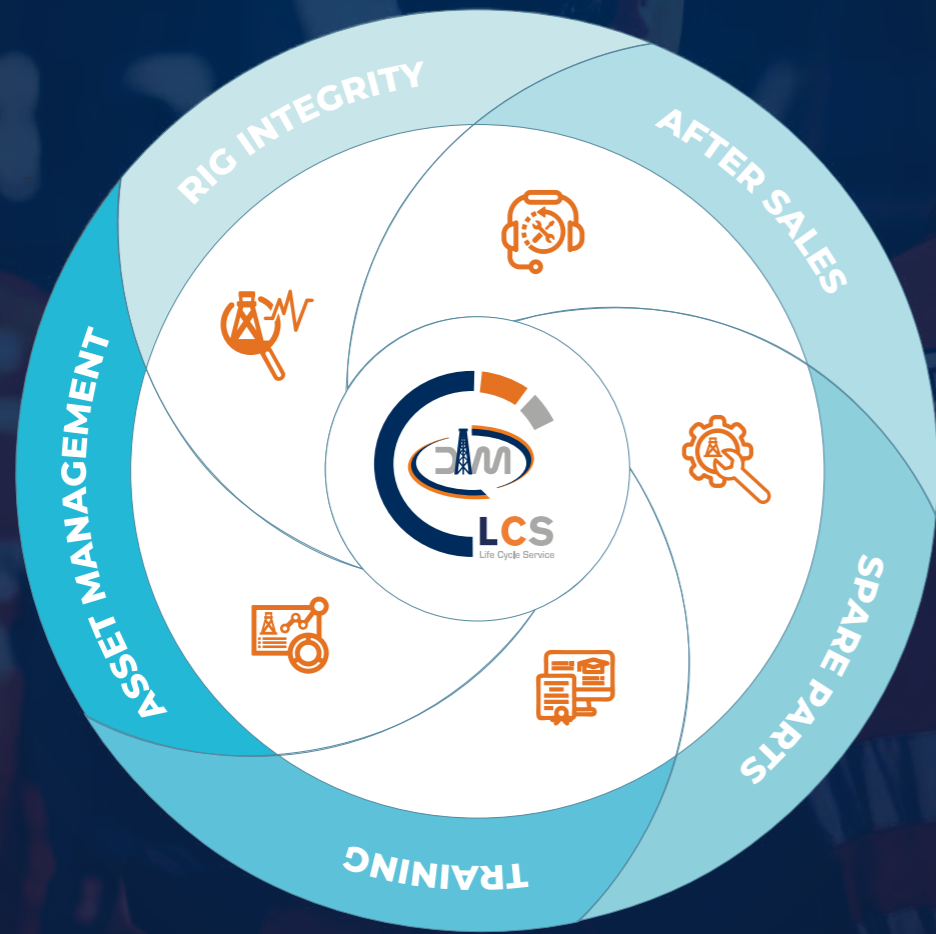 RIG INTEGRITY
AFTER SALES
SPARE PARTS
TRAINING
ASSET MANAGEMENT
DWM
LCS
Life Cycle Service